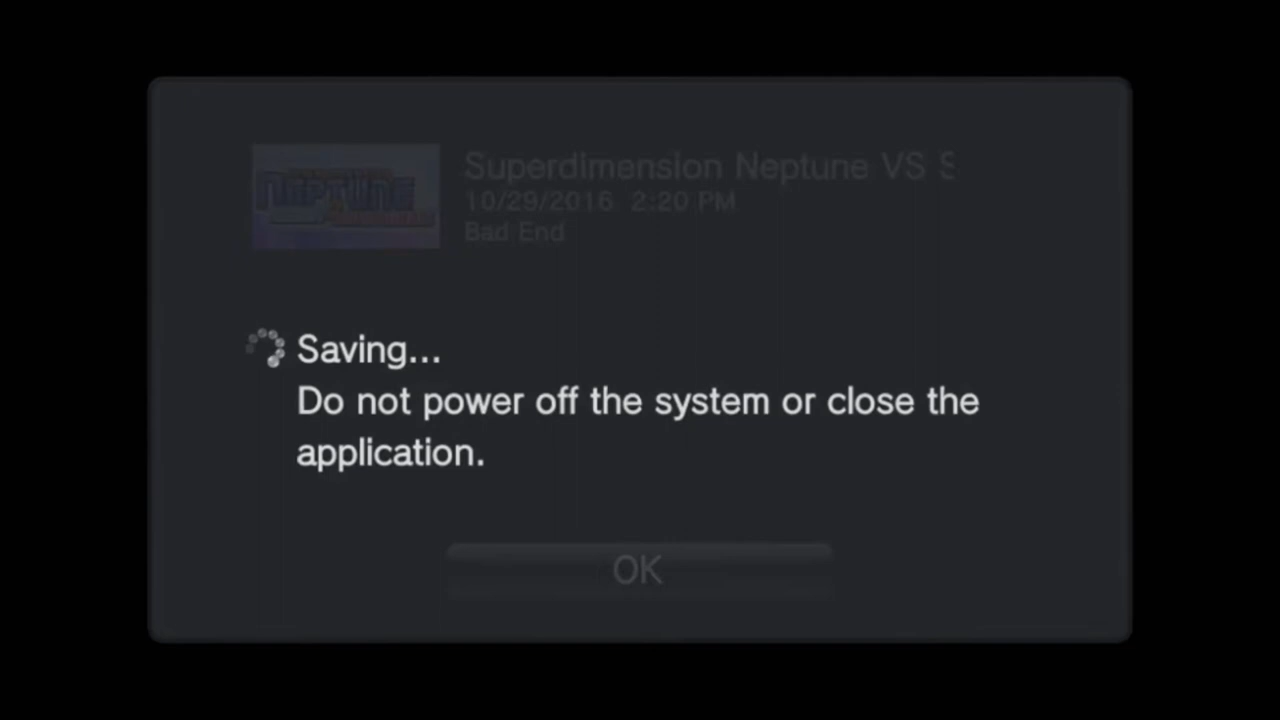 NEPTUNE
Superdimension Neptune VS S
10/29/2016 2:20 PM
Bad End
Saving...
Do not power off the system or close the
application.
OK